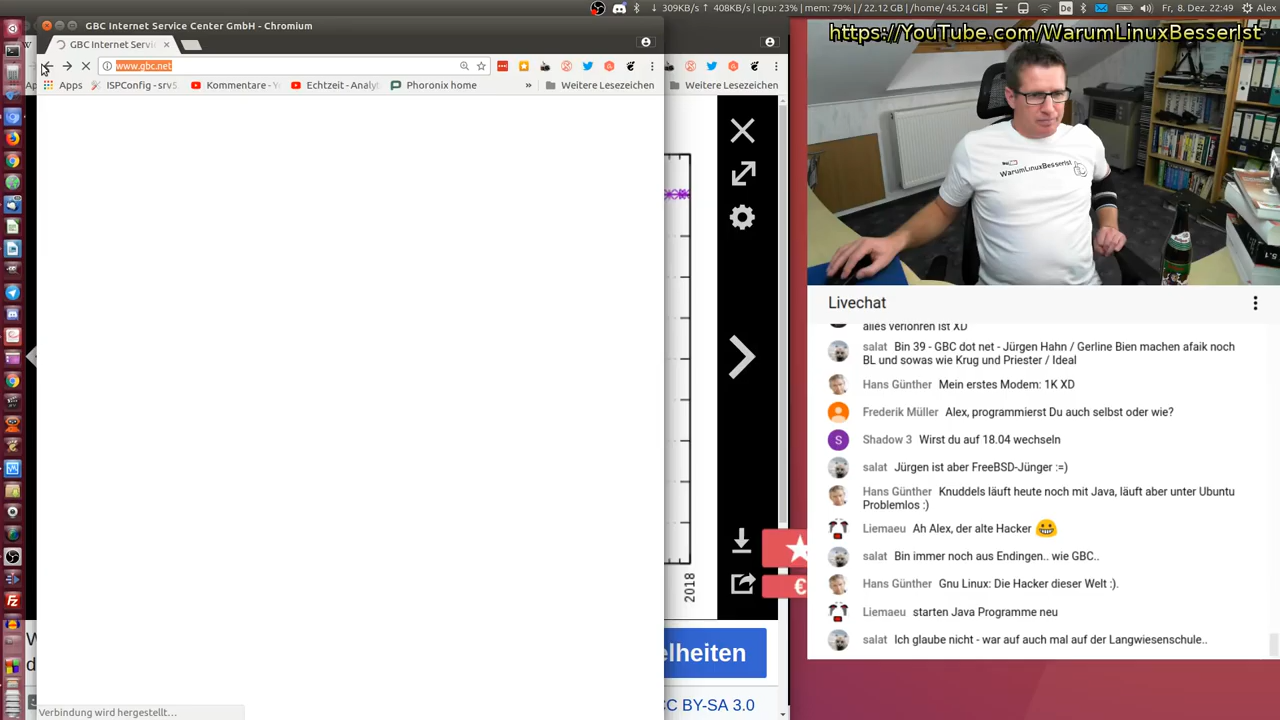 309KB/s ↑ 408KB/s cpu: 23% mem: 51% // 22.12 GB /home/ 45.24 GB
De
Fr, 8. Dez. 22:49
Alex
GBC Internet Service Center GmbH - Chromium
GBC Internet Servi
www.gbc.net
Apps
ISPConfig - srv5
Kommentare - Y
Echtzeit - Analy
Phoronix home
»
Weitere Lesezeichen
Weitere Lesezeichen
https://YouTube.com/WarumLinuxBesserIst
WarumLinuxBesserIst
Livechat
alles verlohren ist XD
salat Bin 39 - GBC dot net - Jürgen Hahn / Gerline Bien machen afaik noch
BL und sowas wie Krug und Priester / Ideal
Hans Günther Mein erstes Modem: 1K XD
Frederik Müller Alex, programmierst Du auch selbst oder wie?
S
Shadow 3 Wirst du auf 18.04 wechseln
salat Jürgen ist aber FreeBSD-Jünger :=)
Hans Günther Knuddels läuft heute noch mit Java, läuft aber unter Ubuntu
Problemlos :)
Liemaeu Ah Alex, der alte Hacker
salat Bin immer noch aus Endingen.. wie GBC..
Hans Günther Gnu Linux: Die Hacker dieser Welt :).
Liemaeu starten Java Programme neu
salat Ich glaube nicht - war auf auch mal auf der Langwiesenschule..
2018
€
W
d
elheiten
CC BY-SA 3.0
Verbindung wird hergestellt…